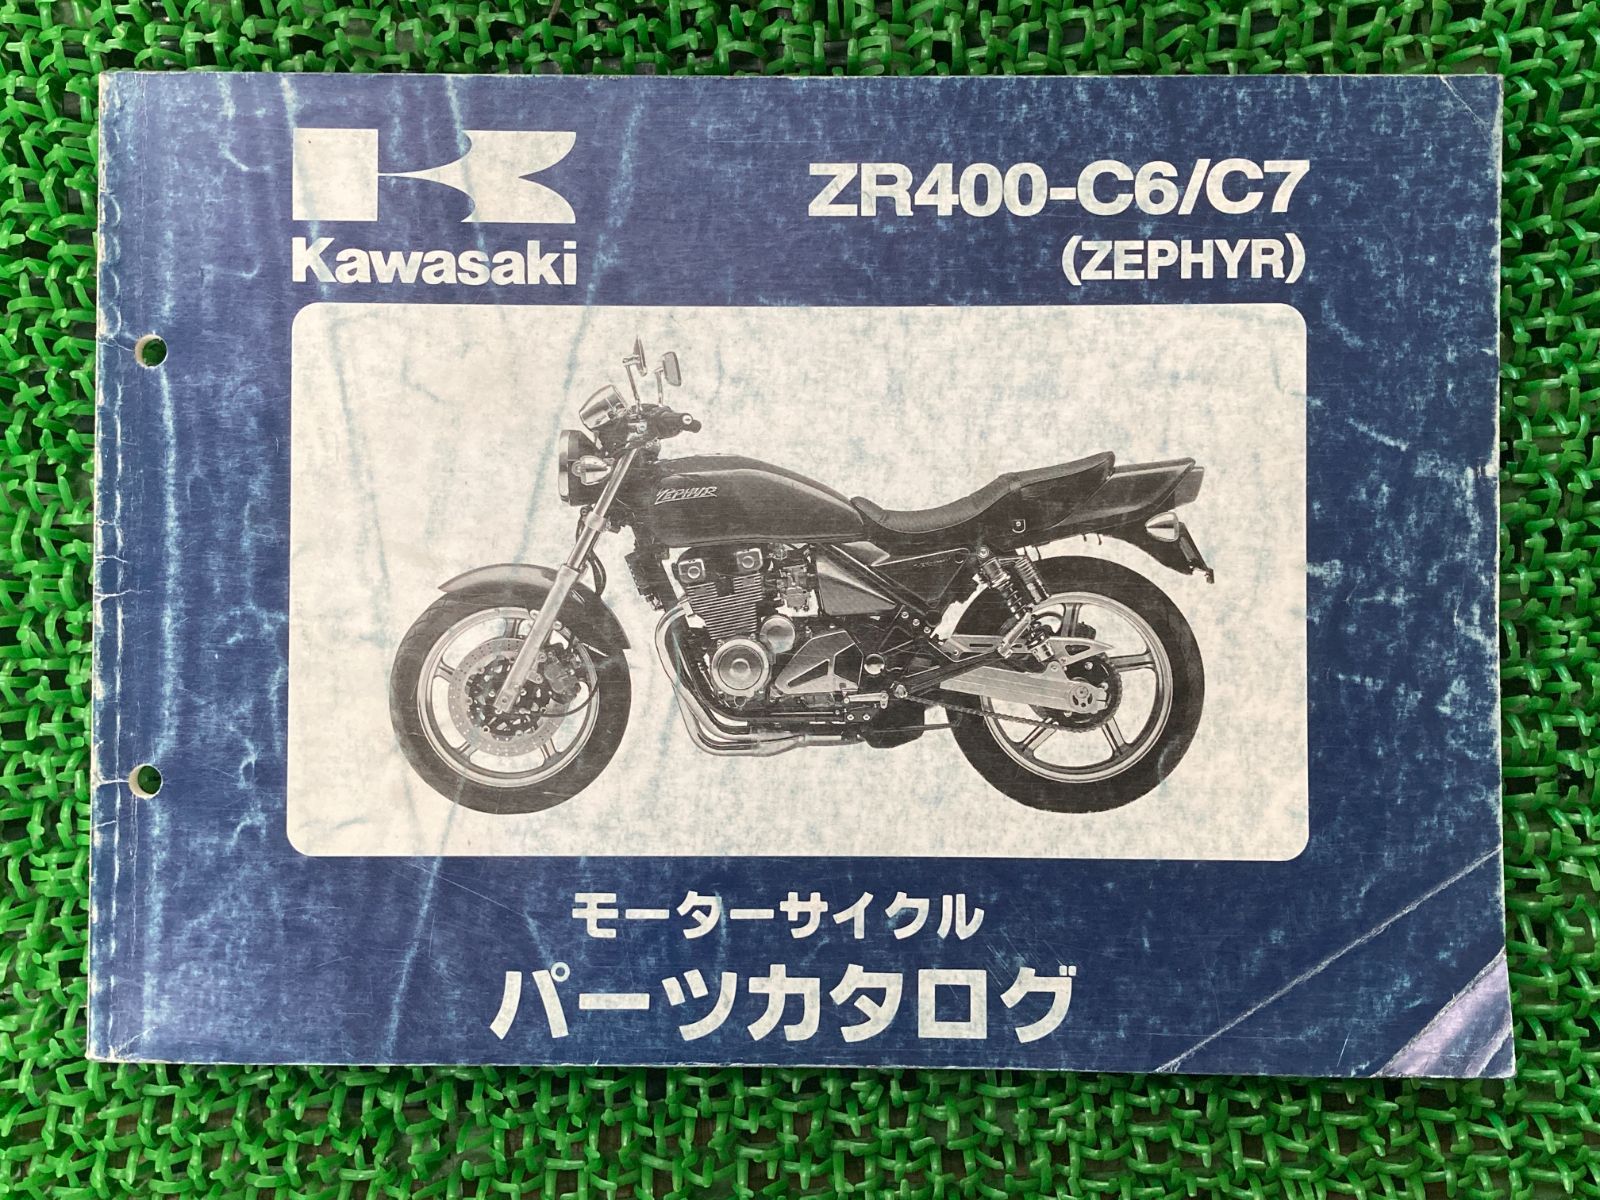 Kawasaki
ZR400-C6/C7
(ZEPHYR)
ZEPHYR
モーターサイクル
パーツカタログ